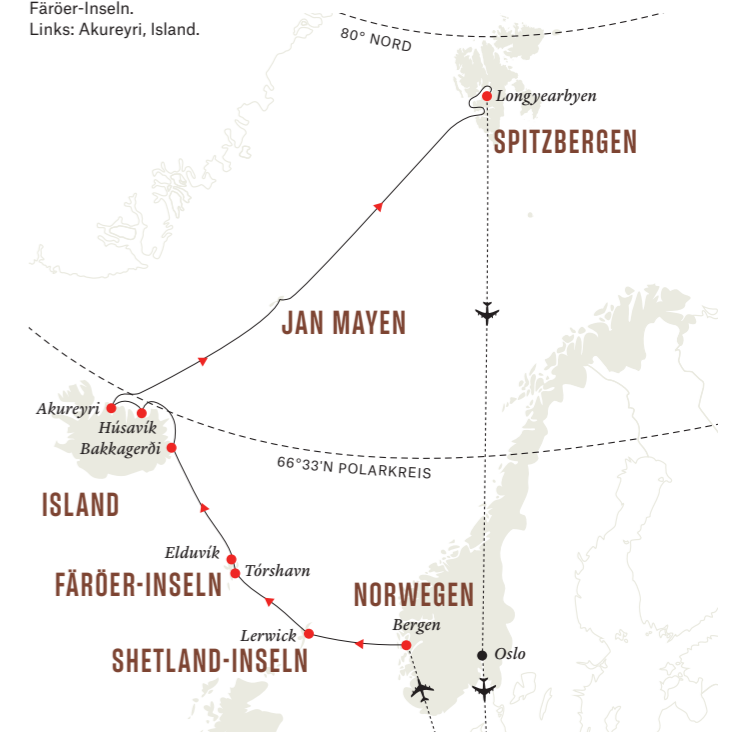 Färöer-Inseln.
Links: Akureyri, Island.
80° NORD
Longyearbyen
SPITZBERGEN
JAN MAYEN
Akureyri
Húsavík
Bakkagerði
66°33'N POLARKREIS
ISLAND
Elduvík
Tórshavn
FÄRÖER-INSELN
NORWEGEN
Bergen
Lerwick
Oslo
SHETLAND-INSELN